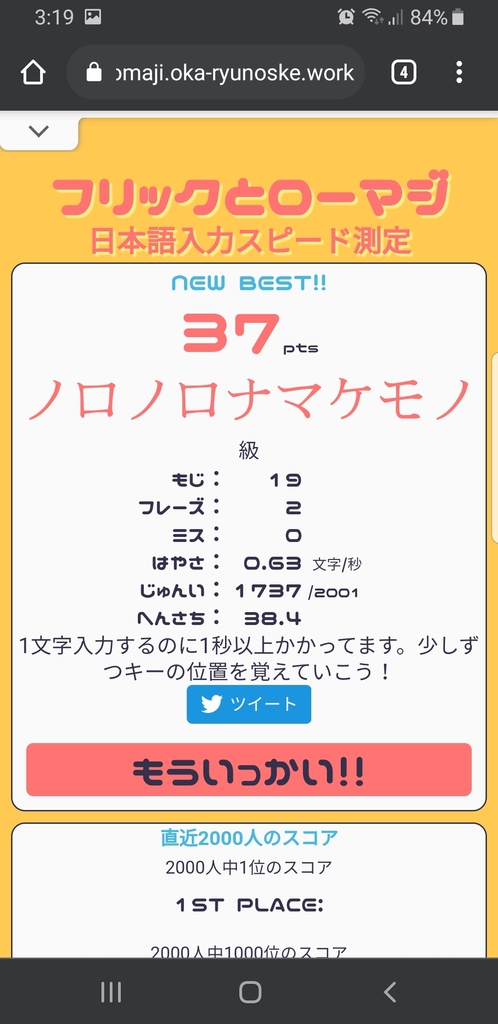 3:19
84%
omaji.oka-ryunoske.work
4
フリックとローマジ
日本語入力スピード測定
NEW BEST!!
37 pts
ノロノロナマケモノ
級
もじ： 19
フレーズ： 2
ミス： 0
はやさ： 0.63 文字/秒
じゅんい： 1737 /2001
へんさち： 38.4
1文字入力するのに1秒以上かかってます。少しず
つキーの位置を覚えていこう！
ツイート
もういっかい!!
直近2000人のスコア
2000人中1位のスコア
1ST PLACE:
2000人中1000位のスコア